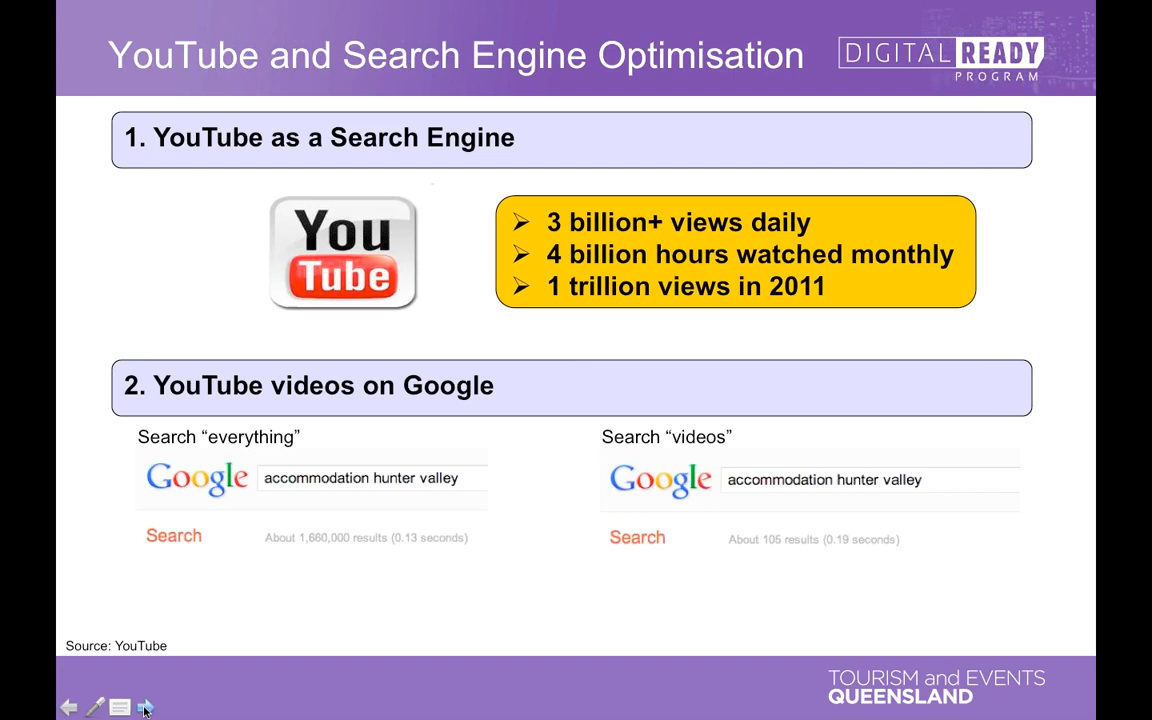 YouTube and Search Engine Optimisation
DIGITAL READY
PROGRAM
1. YouTube as a Search Engine
You
Tube
➢ 3 billion+ views daily
➢ 4 billion hours watched monthly
➢ 1 trillion views in 2011
2. YouTube videos on Google
Search “everything”
Google accommodation hunter valley
Search About 1,660,000 results (0.13 seconds)
Search “videos”
Google accommodation hunter valley
Search About 105 results (0.19 seconds)
Source: YouTube
TOURISM and EVENTS
QUEENSLAND